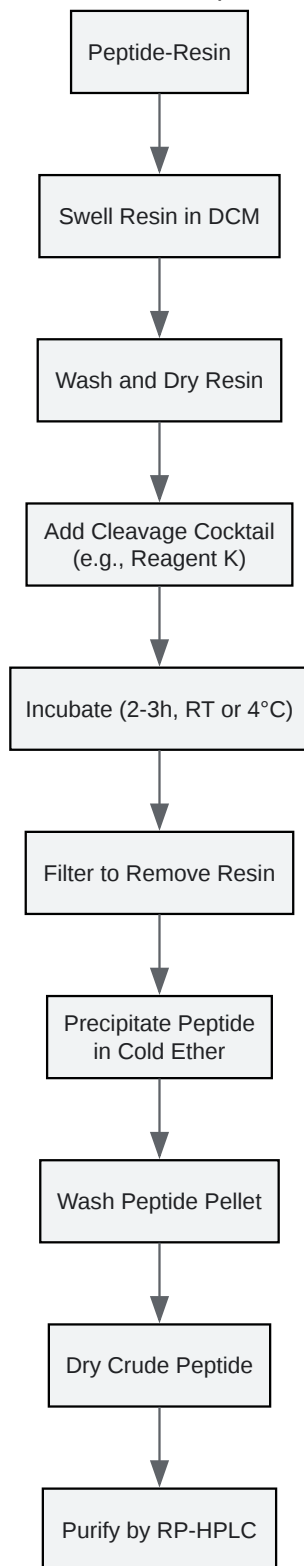 Peptide-Resin
Swell Resin in DCM
Wash and Dry Resin
Add Cleavage Cocktail
(e.g., Reagent K)
Incubate (2-3h, RT or 4°C)
Filter to Remove Resin
Precipitate Peptide
in Cold Ether
Wash Peptide Pellet
Dry Crude Peptide
Purify by RP-HPLC